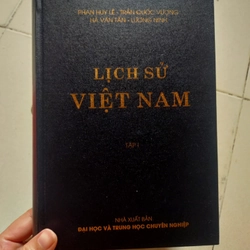 PHAN HUY LÊ - TRẦN QUỐC VƯỢNG
HÀ VĂN TẤN - LƯƠNG NINH
LỊCH SỬ
VIỆT NAM
TẬP I
NHÀ XUẤT BẢN
ĐẠI HỌC VÀ TRUNG HỌC CHUYÊN NGHIỆP